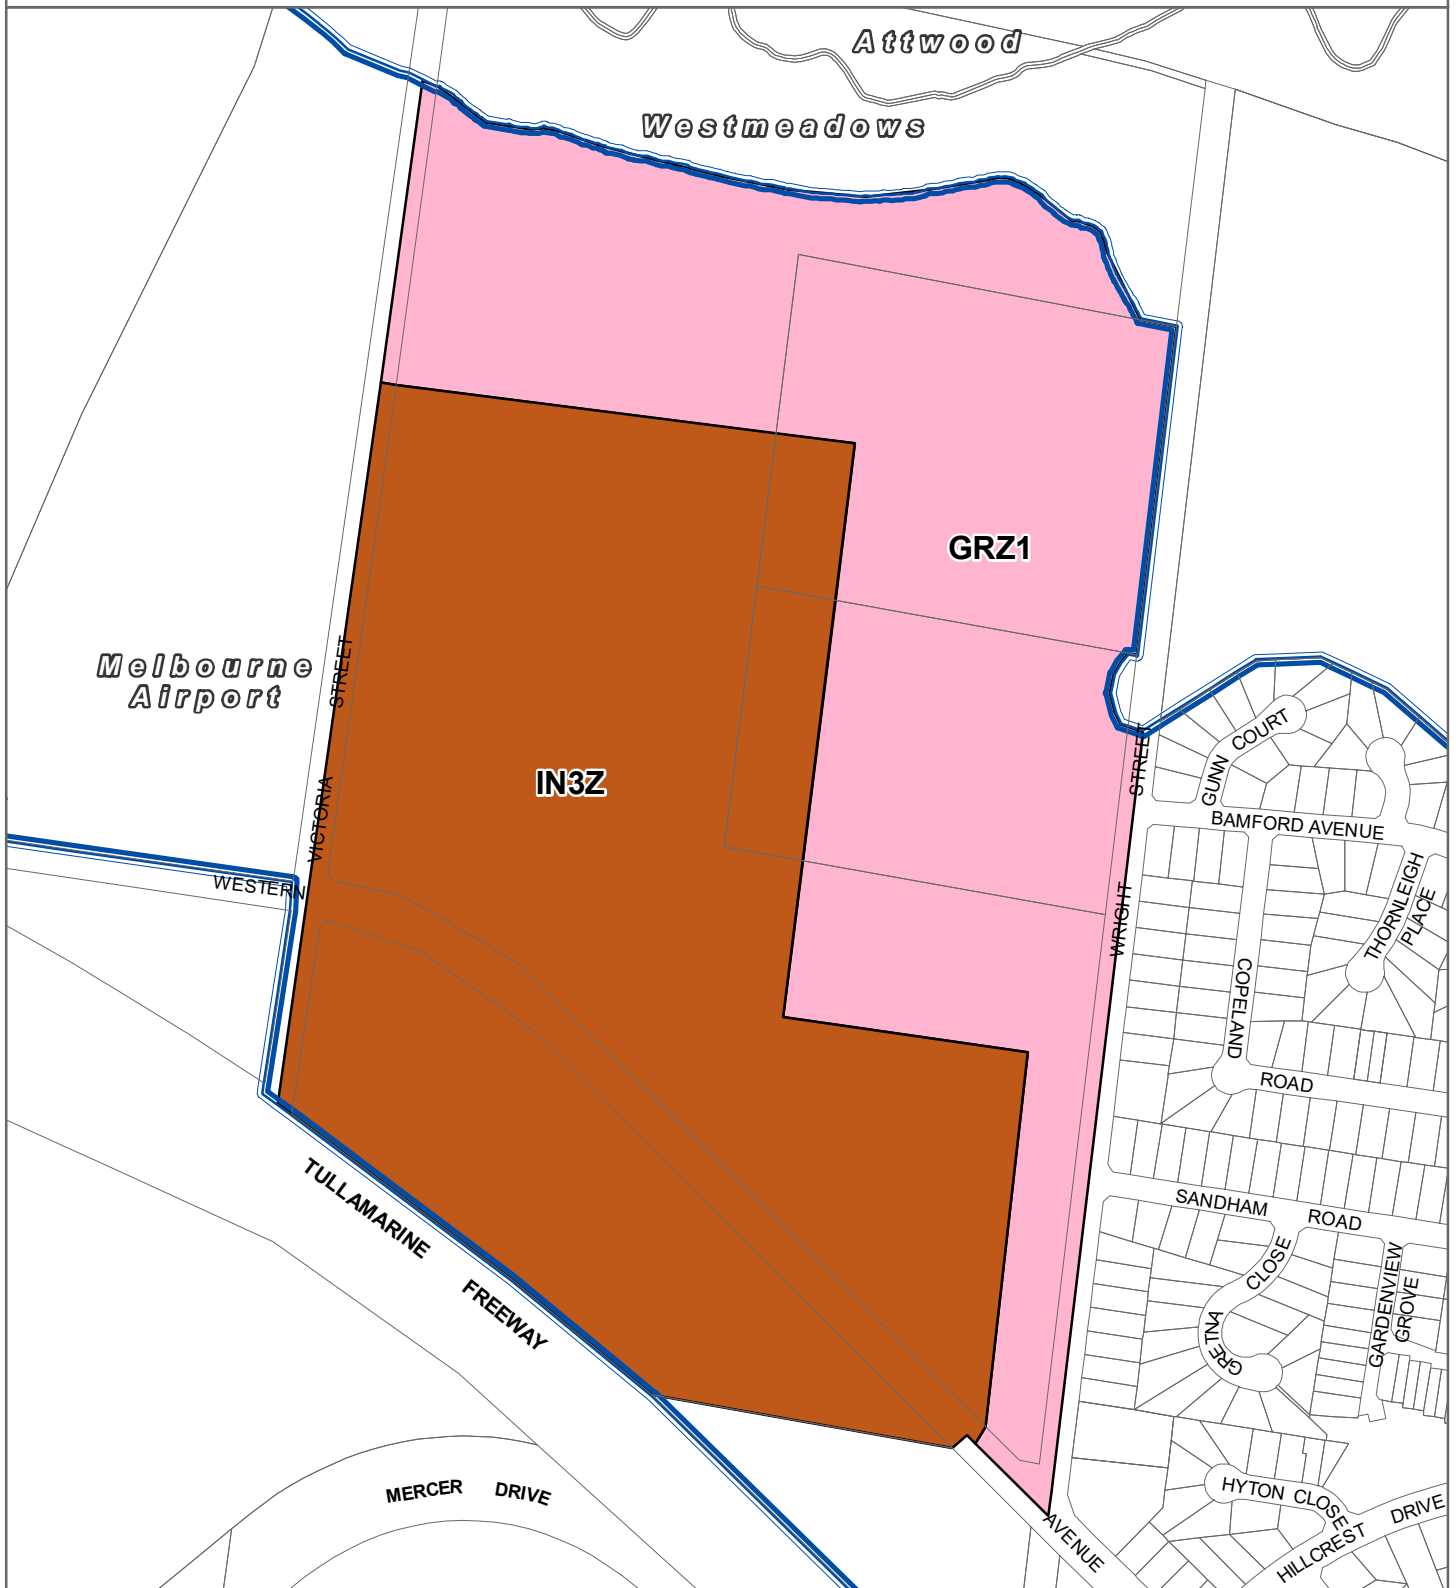 Attwood
Westmeadows
GRZ1
Melbourne
Airport
STREET
VICTORIA
IN3Z
WESTERN
STREET
WRIGHT
GUNN COURT
BAMFORD AVENUE
THORNLEIGH
PLACE
COPELAND
ROAD
SANDHAM ROAD
GRETNA CLOSE
GARDENVIEW
GROVE
TULLAMARINE FREEWAY
MERCER DRIVE
HYTON CLOSE
HILLCREST DRIVE
AVENUE